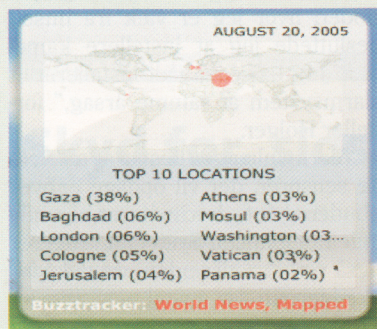 AUGUST 20, 2005
TOP 10 LOCATIONS
Gaza (38%) Athens (03%)
Baghdad (06%) Mosul (03%)
London (06%) Washington (03...
Cologne (05%) Vatican (03%)
Jerusalem (04%) Panama (02%)
Buzztracker: World News, Mapped